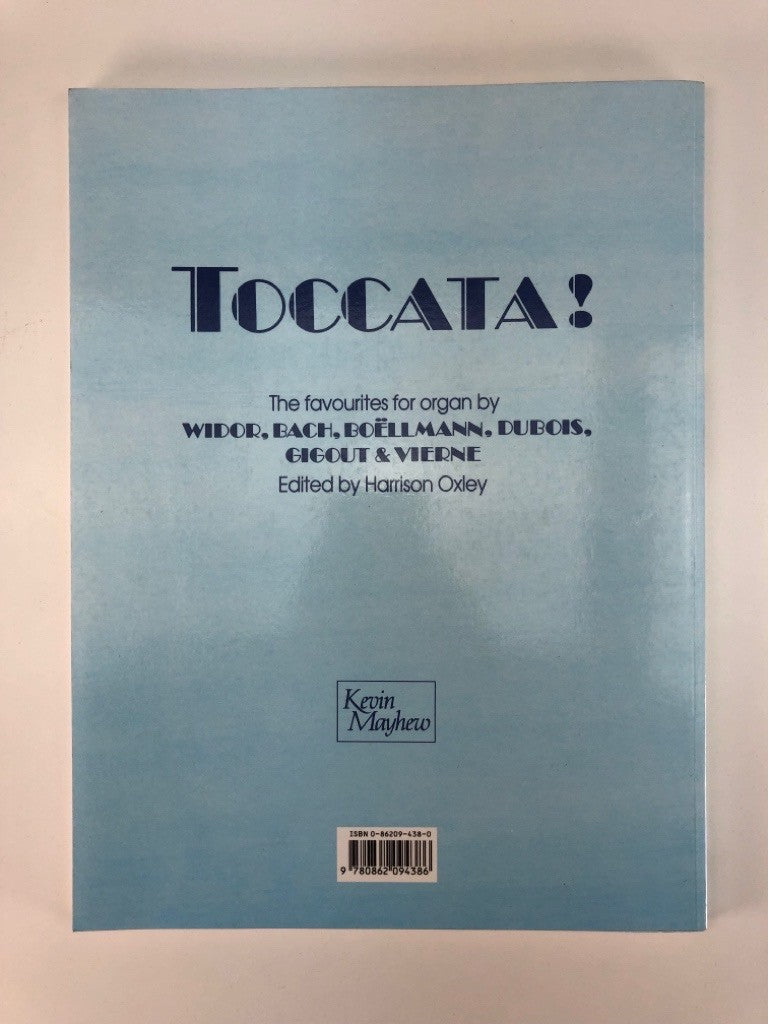 TOCCATA!
The favourites for organ by
WIDOR, BACH, BOËLLMANN, DUBOIS,
GIGOUT & VIERNE
Edited by Harrison Oxley
Kevin
Mayhew
ISBN 0-86209-438-0
9 780862 094386